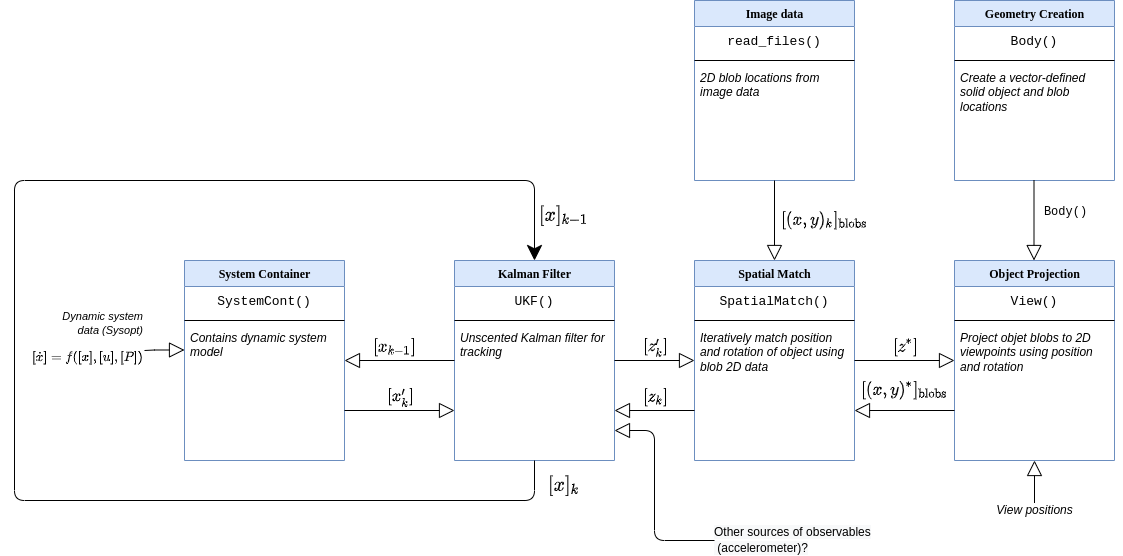 Image data
read_files()
2D blob locations from
image data
Geometry Creation
Body()
Create a vector-defined
solid object and blob
locations
[x]_{k−1}
[(x, y)_k]_{blobs}
Body()
System Container
SystemCont()
Contains dynamic system
model
Kalman Filter
UKF()
Unscented Kalman filter for
tracking
Spatial Match
SpatialMatch()
Iteratively match position
and rotation of object using
blob 2D data
Object Projection
View()
Project objet blobs to 2D
viewpoints using position
and rotation
Dynamic system
data (Sysopt)
[ẋ] = f([x], [u], [P])
[x_{k−1}]
[z′_k]
[z*]
[x′_k]
[z_k]
[(x, y)*]_{blobs}
[x]_k
View positions
Other sources of observables
(accelerometer)?